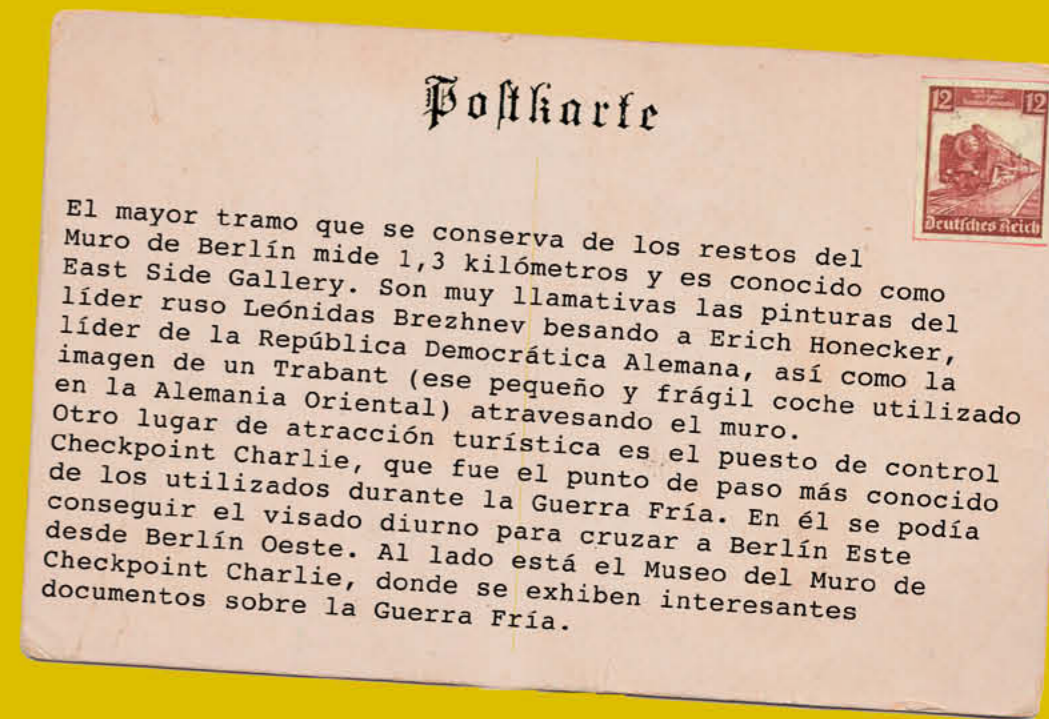 Postkarte
12 12
Deutsches Reich
El mayor tramo que se conserva de los restos del
Muro de Berlín mide 1,3 kilómetros y es conocido como
East Side Gallery. Son muy llamativas las pinturas del
líder ruso Leónidas Brezhnev besando a Erich Honecker,
líder de la República Democrática Alemana, así como la
imagen de un Trabant (ese pequeño y frágil coche utilizado
en la Alemania Oriental) atravesando el muro.
Otro lugar de atracción turística es el puesto de control
Checkpoint Charlie, que fue el punto de paso más conocido
de los utilizados durante la Guerra Fría. En él se podía
conseguir el visado diurno para cruzar a Berlín Este
desde Berlín Oeste. Al lado está el Museo del Muro de
Checkpoint Charlie, donde se exhiben interesantes
documentos sobre la Guerra Fría.